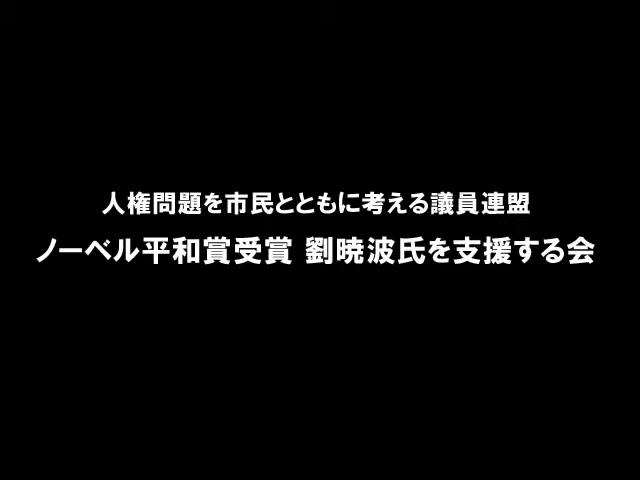 人権問題を市民とともに考える議員連盟
ノーベル平和賞受賞 劉暁波氏を支援する会